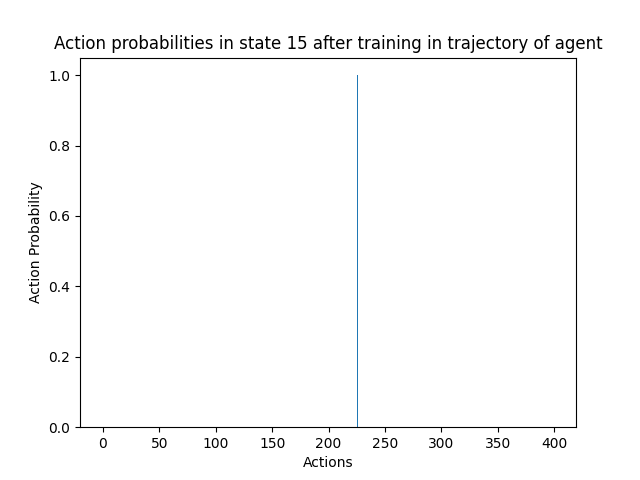 Action probabilities in state 15 after training in trajectory of agent
1.0
0.8
0.6
0.4
0.2
0.0
Action Probability
0 50 100 150 200 250 300 350 400
Actions